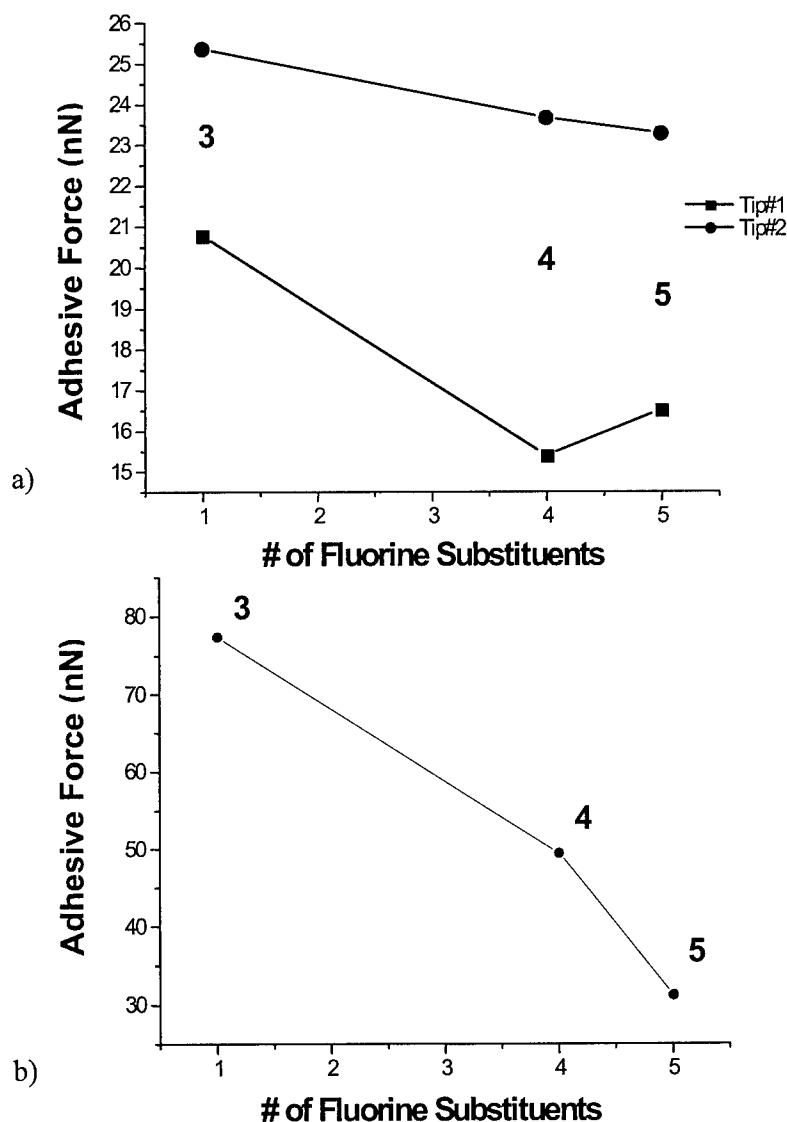 26
25
24
23
22
21
20
19
18
17
16
15
Adhesive Force (nN)
3
4
5
Tip#1
Tip#2
1 2 3 4 5
# of Fluorine Substituents
a)
80
70
60
50
40
30
Adhesive Force (nN)
3
4
5
1 2 3 4 5
# of Fluorine Substituents
b)